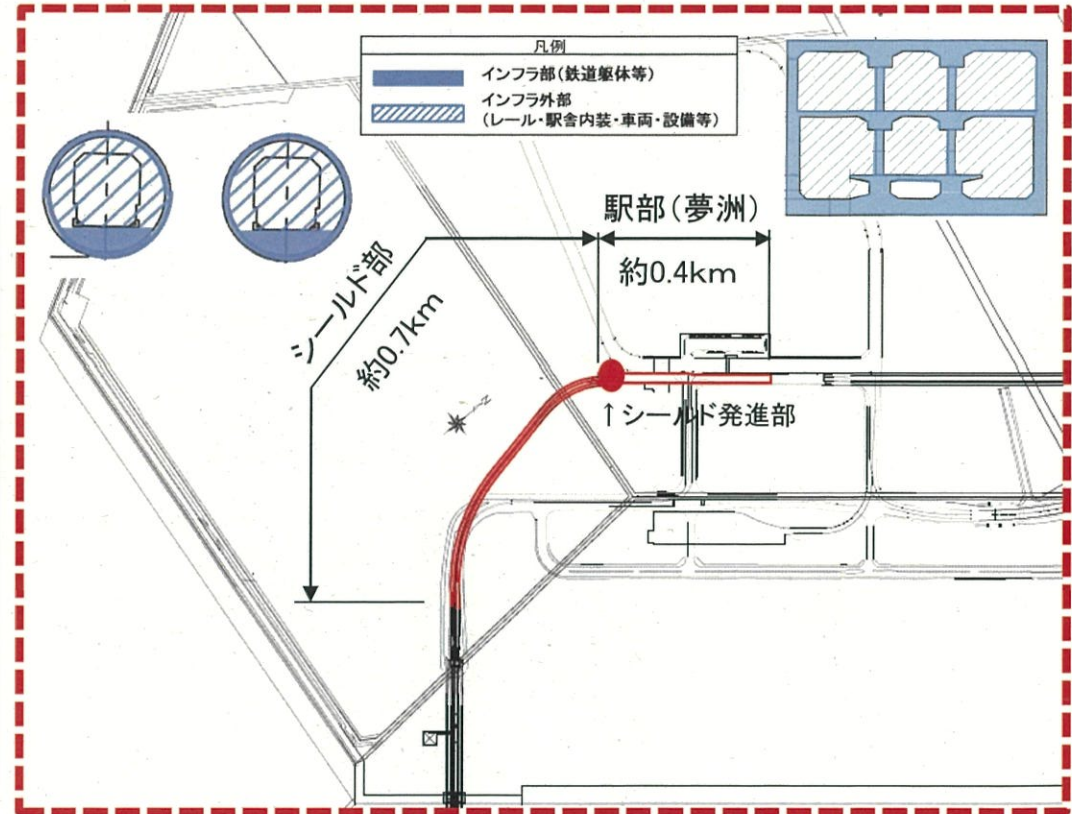 凡例
インフラ部(鉄道躯体等)
インフラ外部
(レール・駅舎内装・車両・設備等)
駅部(夢洲)
約0.4km
シールド部
約0.7km
N
↑シールド発進部